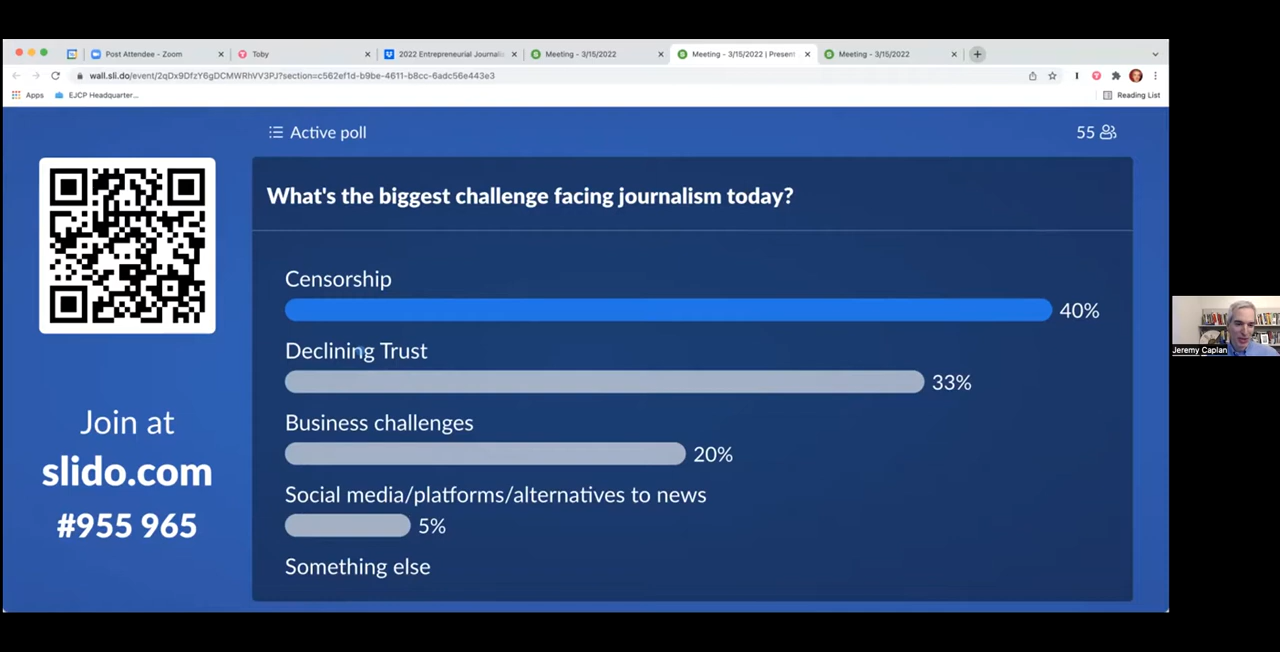 Post Attendee - Zoom
Toby
2022 Entrepreneurial Journalis
Meeting - 3/15/2022
Meeting - 3/15/2022 | Present
Meeting - 3/15/2022
wall.sli.do/event/2qDx9DfzY6gDCMWRhVV3PJ?section=c562ef1d-b9be-4611-b8cc-6adc56e443e3
Apps
EJCP Headquarter...
Reading List
Active poll
55
What's the biggest challenge facing journalism today?
Censorship
40%
Declining Trust
33%
Business challenges
20%
Social media/platforms/alternatives to news
5%
Something else
Join at
slido.com
#955 965
Jeremy Caplan